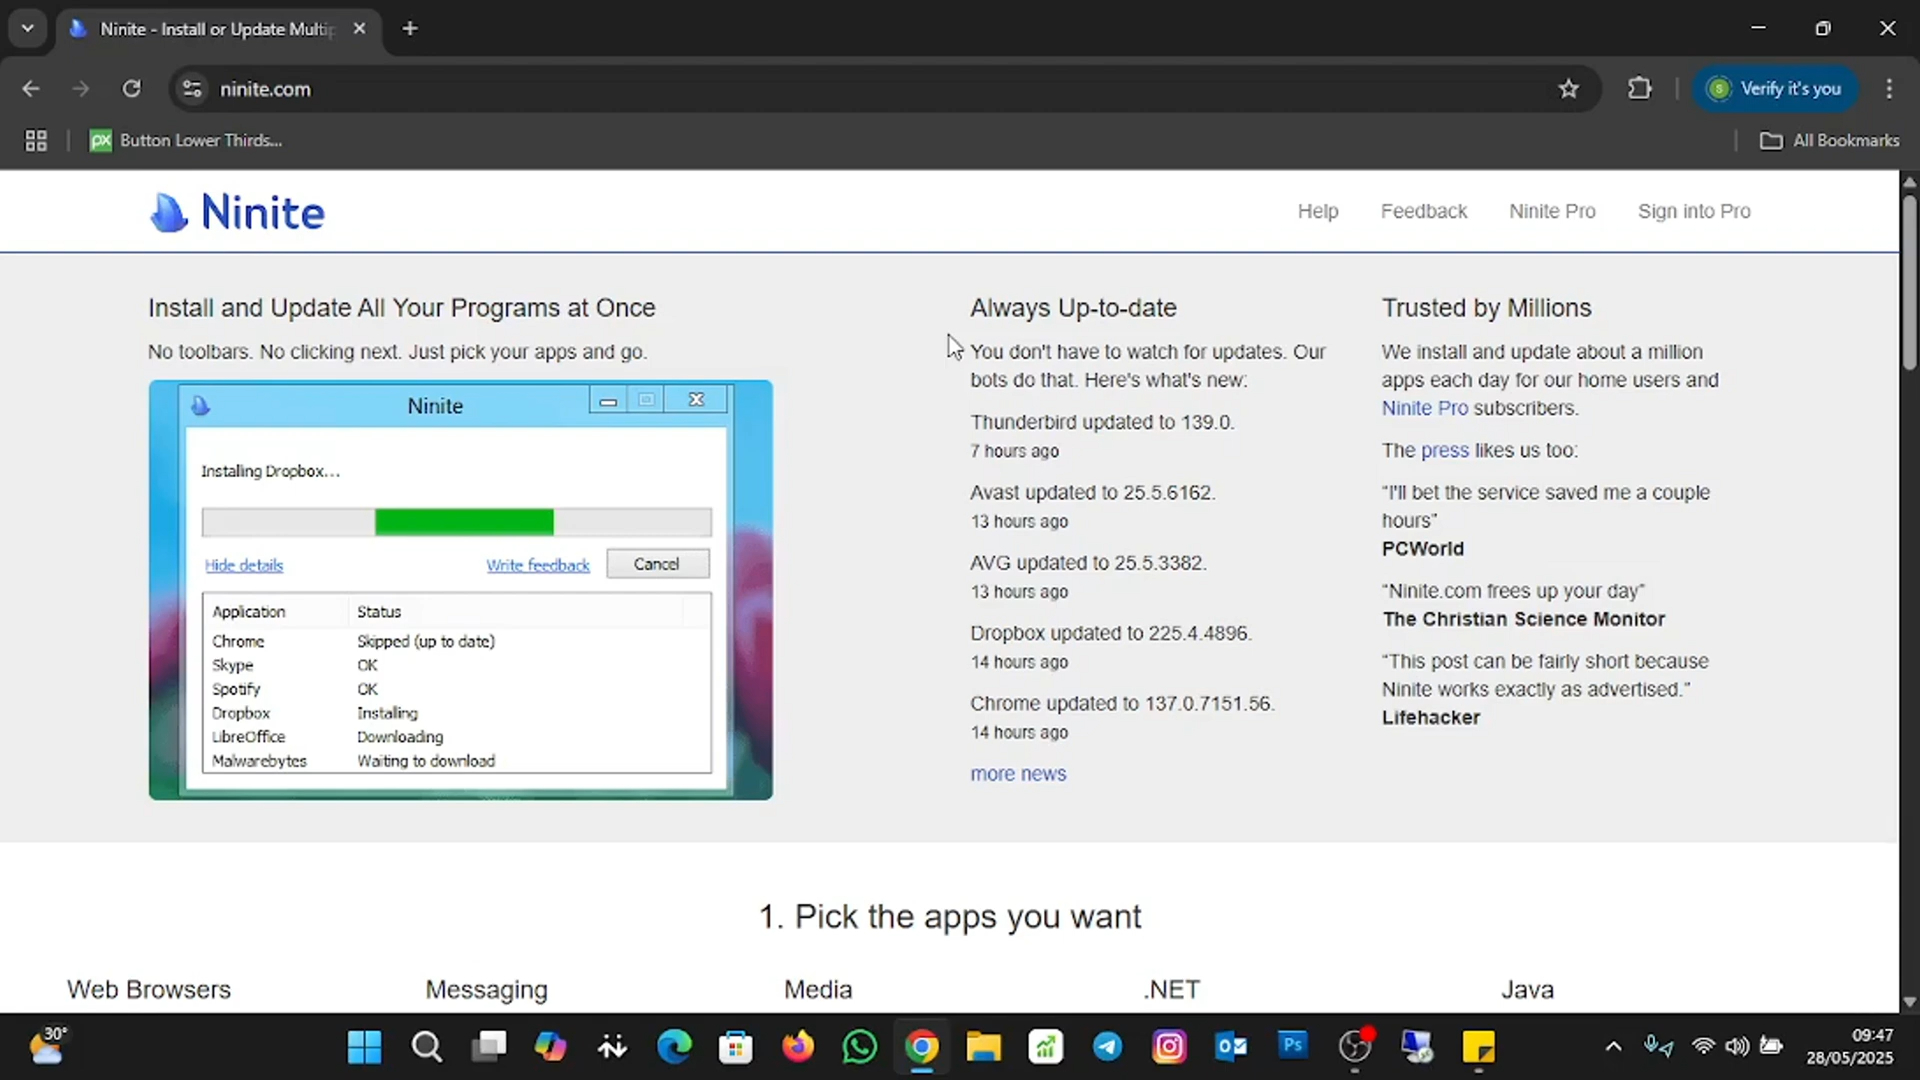 Ninite - Install or Update Multip
ninite.com
Verify it's you
px Button Lower Thirds...
All Bookmarks
Ninite
Help Feedback Ninite Pro Sign into Pro
Install and Update All Your Programs at Once
No toolbars. No clicking next. Just pick your apps and go.
Ninite
Installing Dropbox...
Hide details Write feedback Cancel
Application Status
Chrome Skipped (up to date)
Skype OK
Spotify OK
Dropbox Installing
LibreOffice Downloading
Malwarebytes Waiting to download
Always Up-to-date
You don't have to watch for updates. Our
bots do that. Here's what's new:
Thunderbird updated to 139.0.
7 hours ago
Avast updated to 25.5.6162.
13 hours ago
AVG updated to 25.5.3382.
13 hours ago
Dropbox updated to 225.4.4896.
14 hours ago
Chrome updated to 137.0.7151.56.
14 hours ago
more news
Trusted by Millions
We install and update about a million
apps each day for our home users and
Ninite Pro subscribers.
The press likes us too:
“I'll bet the service saved me a couple
hours”
PCWorld
“Ninite.com frees up your day”
The Christian Science Monitor
“This post can be fairly short because
Ninite works exactly as advertised.”
Lifehacker
1. Pick the apps you want
Web Browsers Messaging Media .NET Java
30°
Ps
09:47
28/05/2025